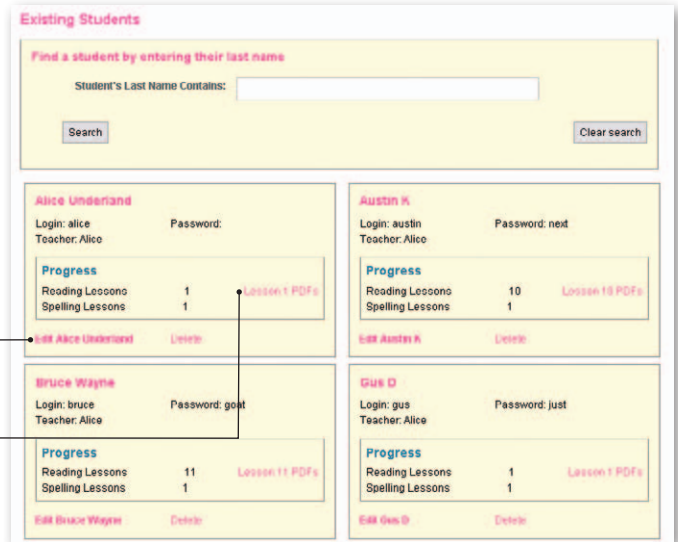 Existing Students
Find a student by entering their last name
Student's Last Name Contains:
Search Clear search
Alice Underland
Login: alice Password:
Teacher: Alice
Progress
Reading Lessons 1 Lesson 1 PDFs
Spelling Lessons 1
Edit Alice Underland Delete
Austin K
Login: austin Password: next
Teacher: Alice
Progress
Reading Lessons 10 Lesson 10 PDFs
Spelling Lessons 1
Edit Austin K Delete
Bruce Wayne
Login: bruce Password: goat
Teacher: Alice
Progress
Reading Lessons 11 Lesson 11 PDFs
Spelling Lessons 1
Edit Bruce Wayne Delete
Gus D
Login: gus Password: just
Teacher: Alice
Progress
Reading Lessons 1 Lesson 1 PDFs
Spelling Lessons 1
Edit Gus D Delete